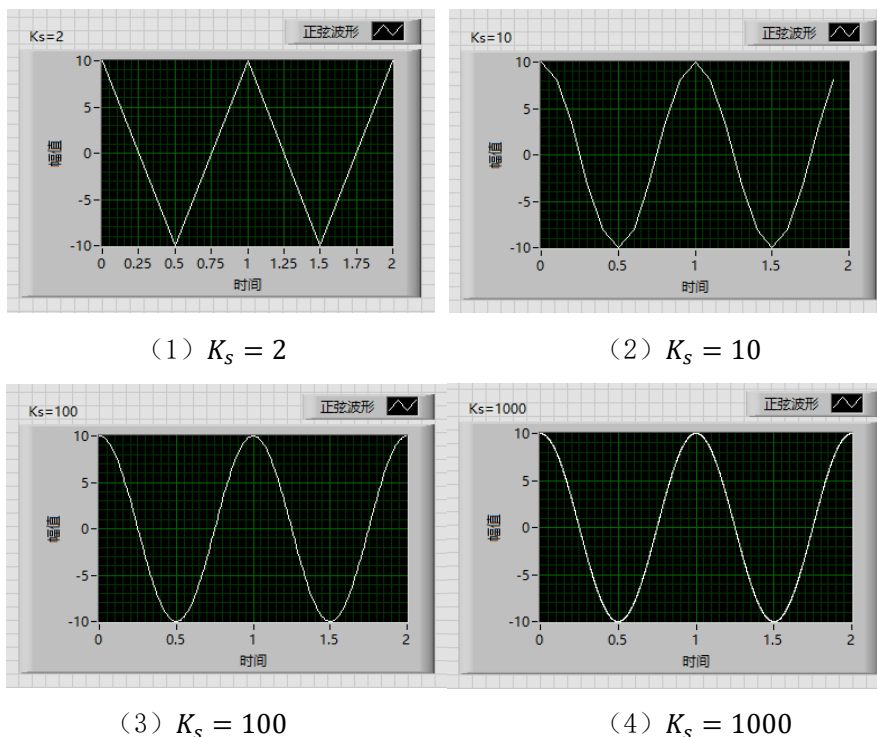 Ks=2
正弦波形
幅值
10
5
0
-5
-10
0 0.25 0.5 0.75 1 1.25 1.5 1.75 2
时间
(1) Kₛ = 2
Ks=10
正弦波形
幅值
10
5
0
-5
-10
0 0.5 1 1.5 2
时间
(2) Kₛ = 10
Ks=100
正弦波形
幅值
10
5
0
-5
-10
0 0.5 1 1.5 2
时间
(3) Kₛ = 100
Ks=1000
正弦波形
幅值
10
5
0
-5
-10
0 0.5 1 1.5 2
时间
(4) Kₛ = 1000